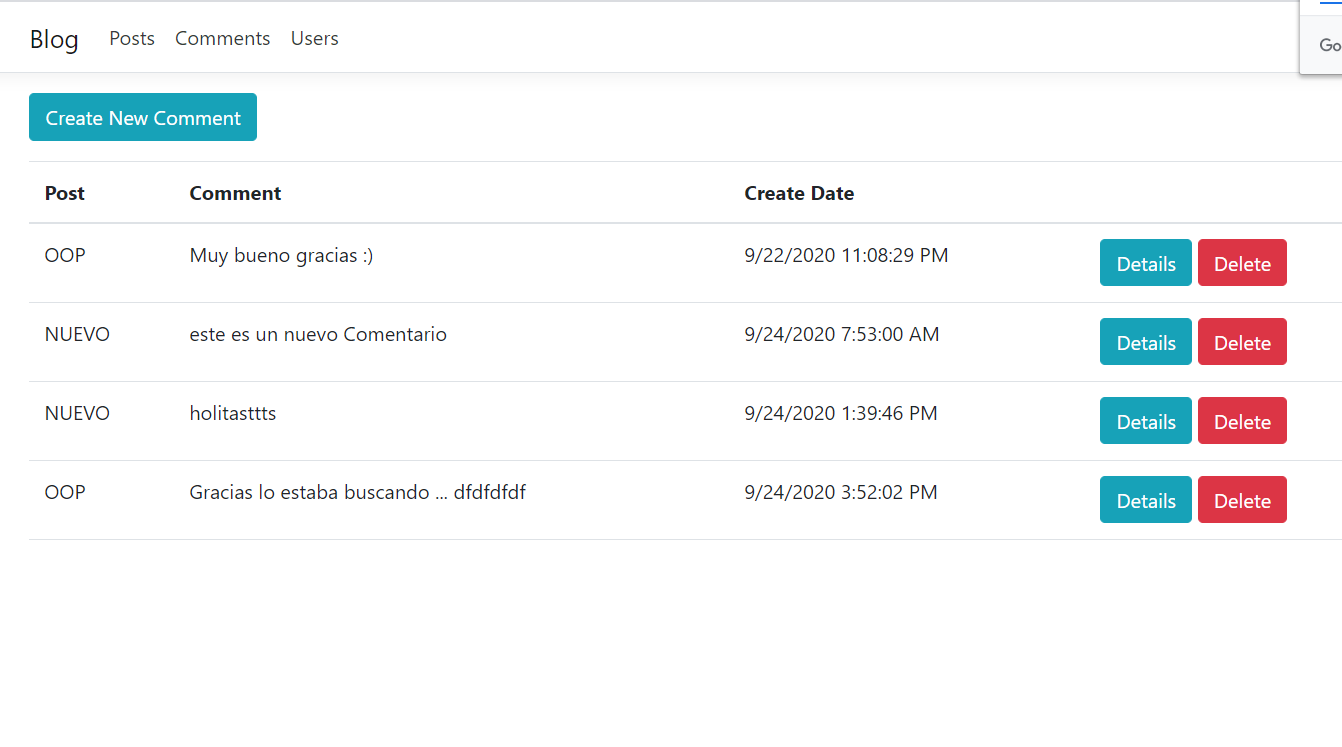 Blog Posts Comments Users
Create New Comment
Post Comment Create Date
OOP Muy bueno gracias :) 9/22/2020 11:08:29 PM Details Delete
NUEVO este es un nuevo Comentario 9/24/2020 7:53:00 AM Details Delete
NUEVO holitasttts 9/24/2020 1:39:46 PM Details Delete
OOP Gracias lo estaba buscando ... dfdfdfdf 9/24/2020 3:52:02 PM Details Delete